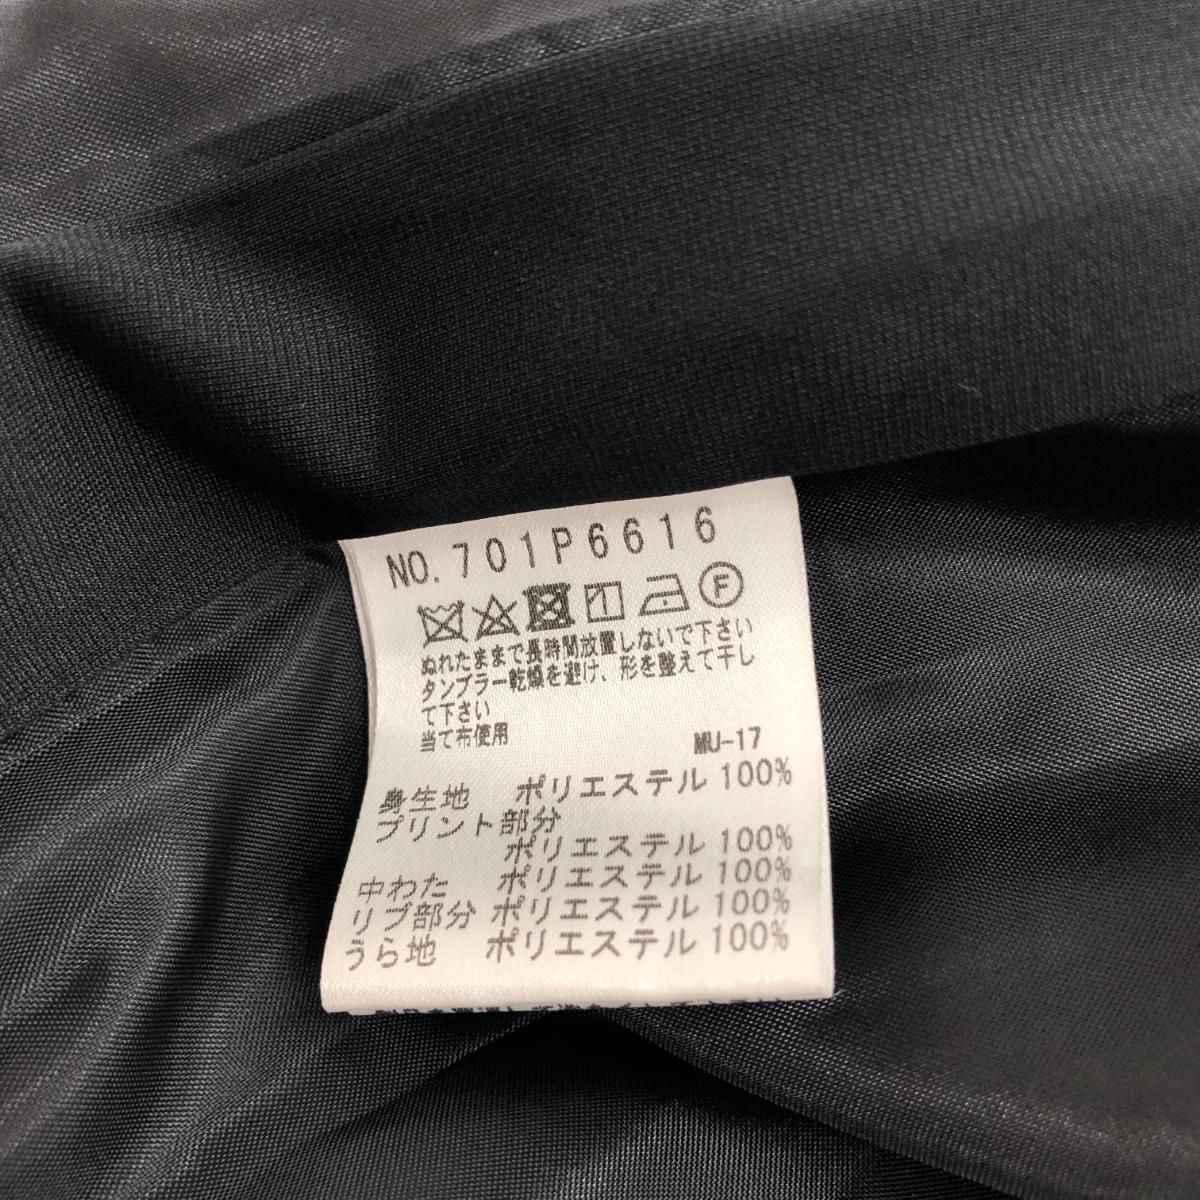 NO.701P6616
F
ぬれたままで長時間放置しないで下さい
タンブラー乾燥を避け、形を整えて干し
て下さい
当て布使用 MU-17
身生地 ポリエステル 100%
プリント部分
ポリエステル 100%
中わた ポリエステル 100%
リブ部分 ポリエステル 100%
うら地 ポリエステル 100%